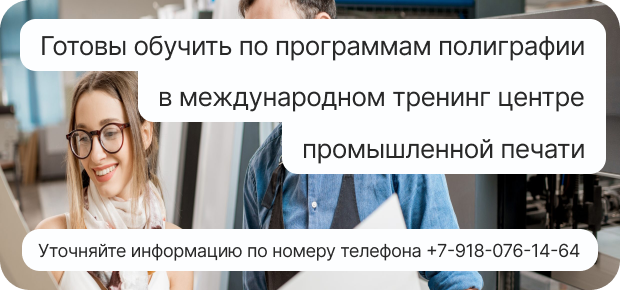 Готовы обучить по программам полиграфии
в международном тренинг центре
промышленной печати
Уточняйте информацию по номеру телефона +7-918-076-14-64